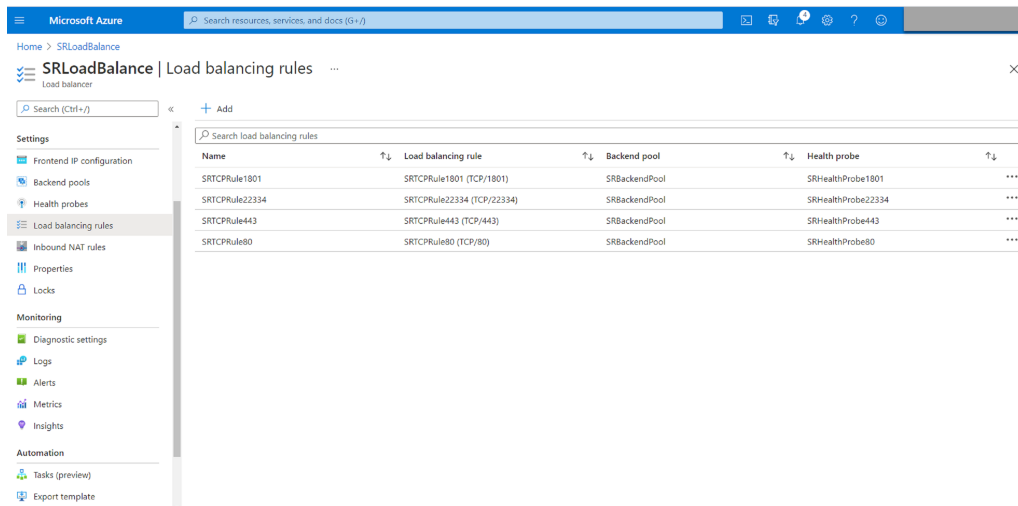 Microsoft Azure
Search resources, services, and docs (G+/)
4
Home > SRLoadBalance
SRLoadBalance | Load balancing rules ...
Load balancer
Search (Ctrl+/)
«
+ Add
Search load balancing rules
Settings
Frontend IP configuration
Backend pools
Health probes
Load balancing rules
Inbound NAT rules
Properties
Locks
Monitoring
Diagnostic settings
Logs
Alerts
Metrics
Insights
Automation
Tasks (preview)
Export template
Name Load balancing rule Backend pool Health probe
SRTCPRule1801 SRTCPRule1801 (TCP/1801) SRBackendPool SRHealthProbe1801
SRTCPRule22334 SRTCPRule22334 (TCP/22334) SRBackendPool SRHealthProbe22334
SRTCPRule443 SRTCPRule443 (TCP/443) SRBackendPool SRHealthProbe443
SRTCPRule80 SRTCPRule80 (TCP/80) SRBackendPool SRHealthProbe80